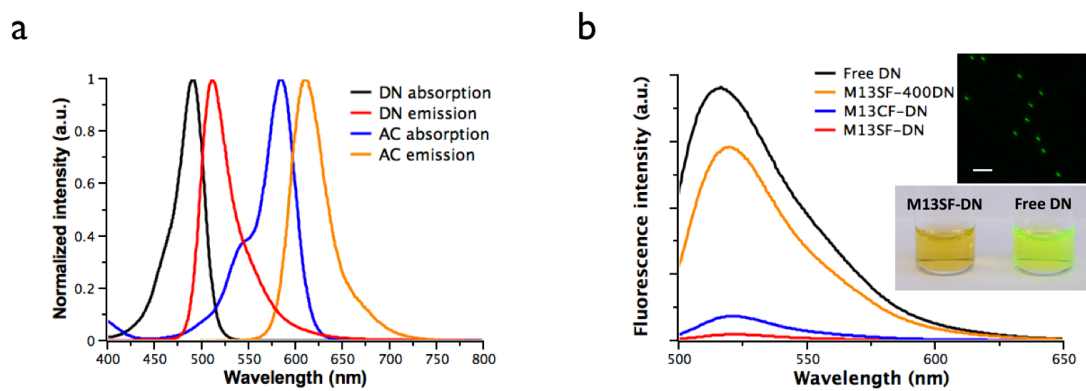 a
b
Normalized intensity (a.u.)
1
0.8
0.6
0.4
0.2
0
400 450 500 550 600 650 700 750 800
Wavelength (nm)
DN absorption
DN emission
AC absorption
AC emission
Fluorescence intensity (a.u.)
500 550 600 650
Wavelength (nm)
Free DN
M13SF-400DN
M13CF-DN
M13SF-DN
M13SF-DN Free DN